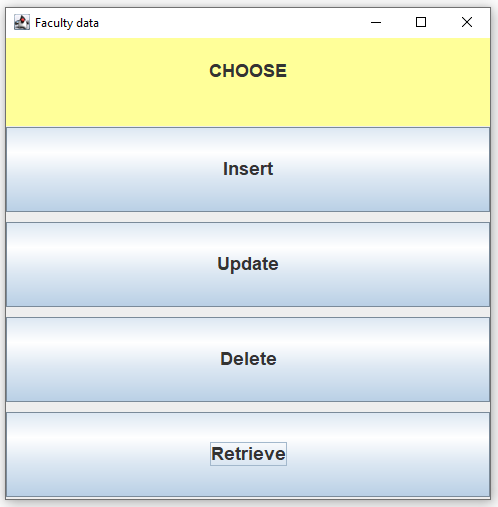 Faculty data
CHOOSE
Insert
Update
Delete
Retrieve